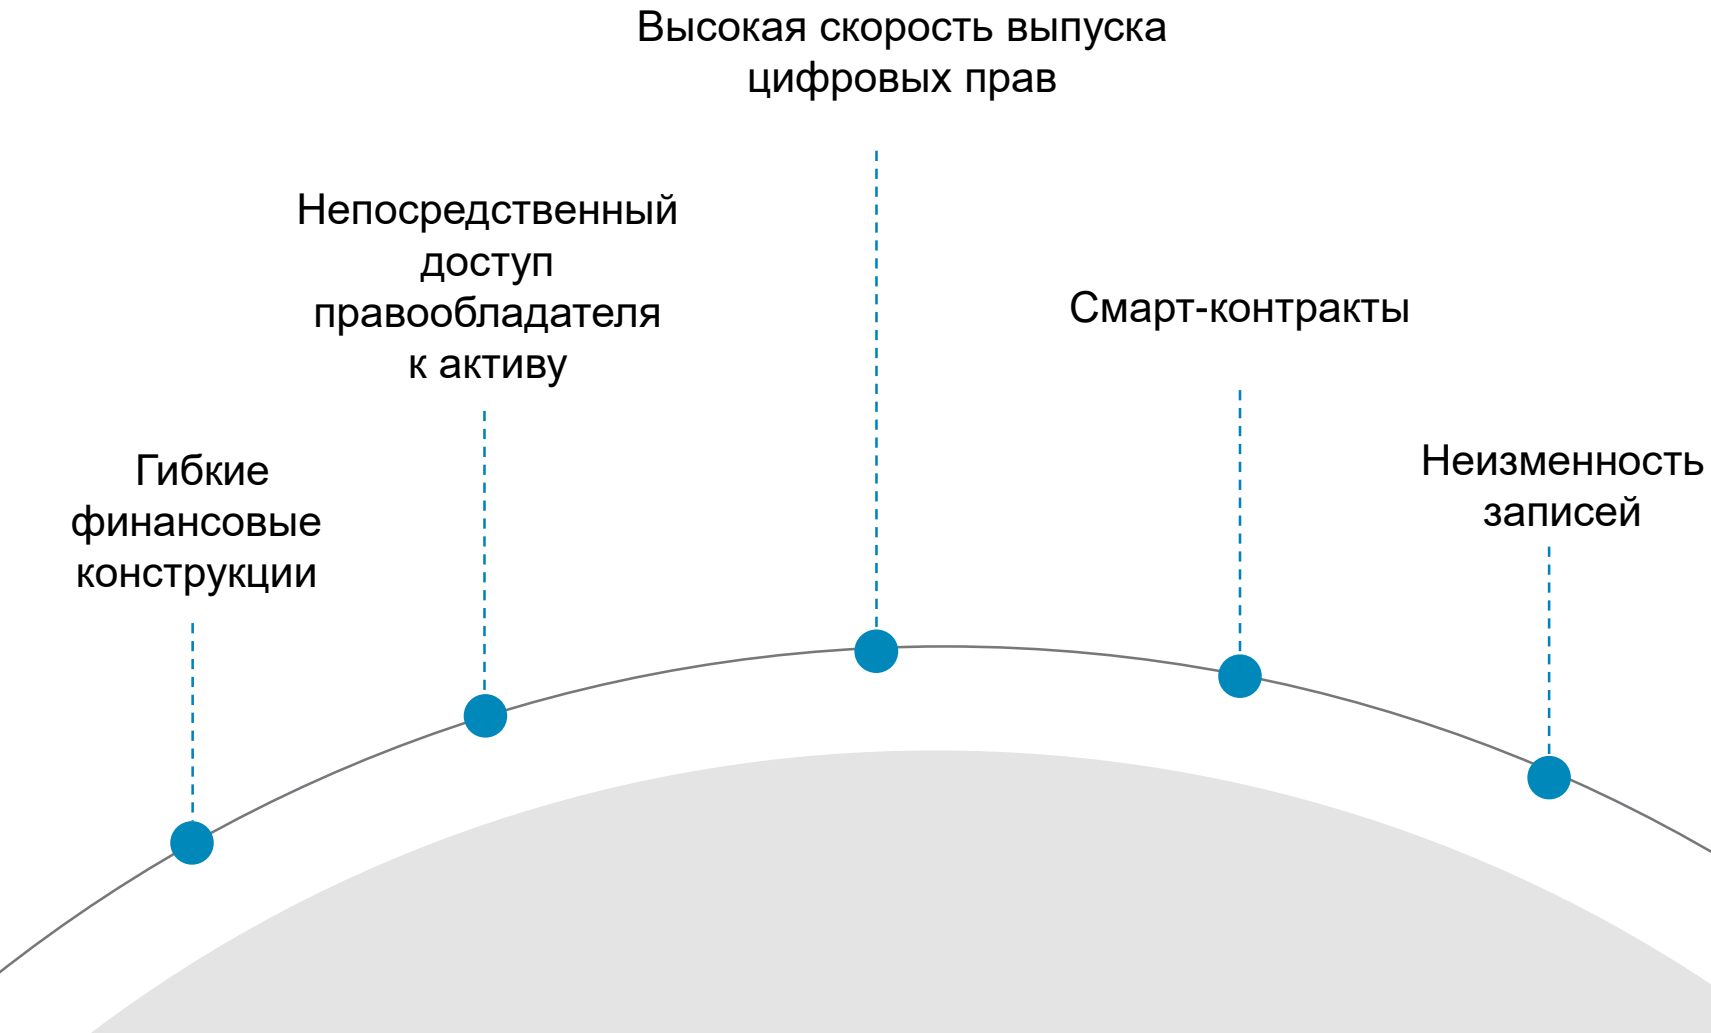 Высокая скорость выпуска
цифровых прав
Непосредственный
доступ
правообладателя
к активу
Смарт-контракты
Гибкие
финансовые
конструкции
Неизменность
записей